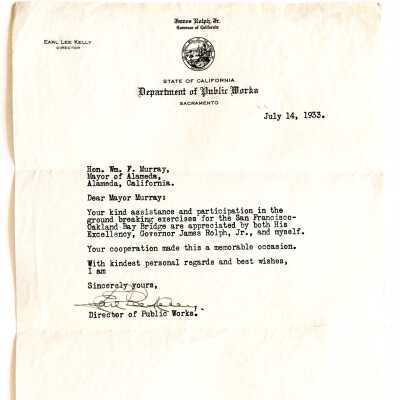 James Rolph, Jr.
Governor of California
EARL LEE KELLY
DIRECTOR
STATE OF CALIFORNIA
Department of Public Works
SACRAMENTO
July 14, 1933.
Hon. Wm. F. Murray,
Mayor of Alameda,
Alameda, California.
Dear Mayor Murray:
Your kind assistance and participation in the
ground breaking exercises for the San Francisco-
Oakland Bay Bridge are appreciated by both His
Excellency, Governor James Rolph, Jr., and myself.
Your cooperation made this a memorable occasion.
With kindest personal regards and best wishes,
I am
Sincerely yours,
Earl Lee Kelly
Director of Public Works.